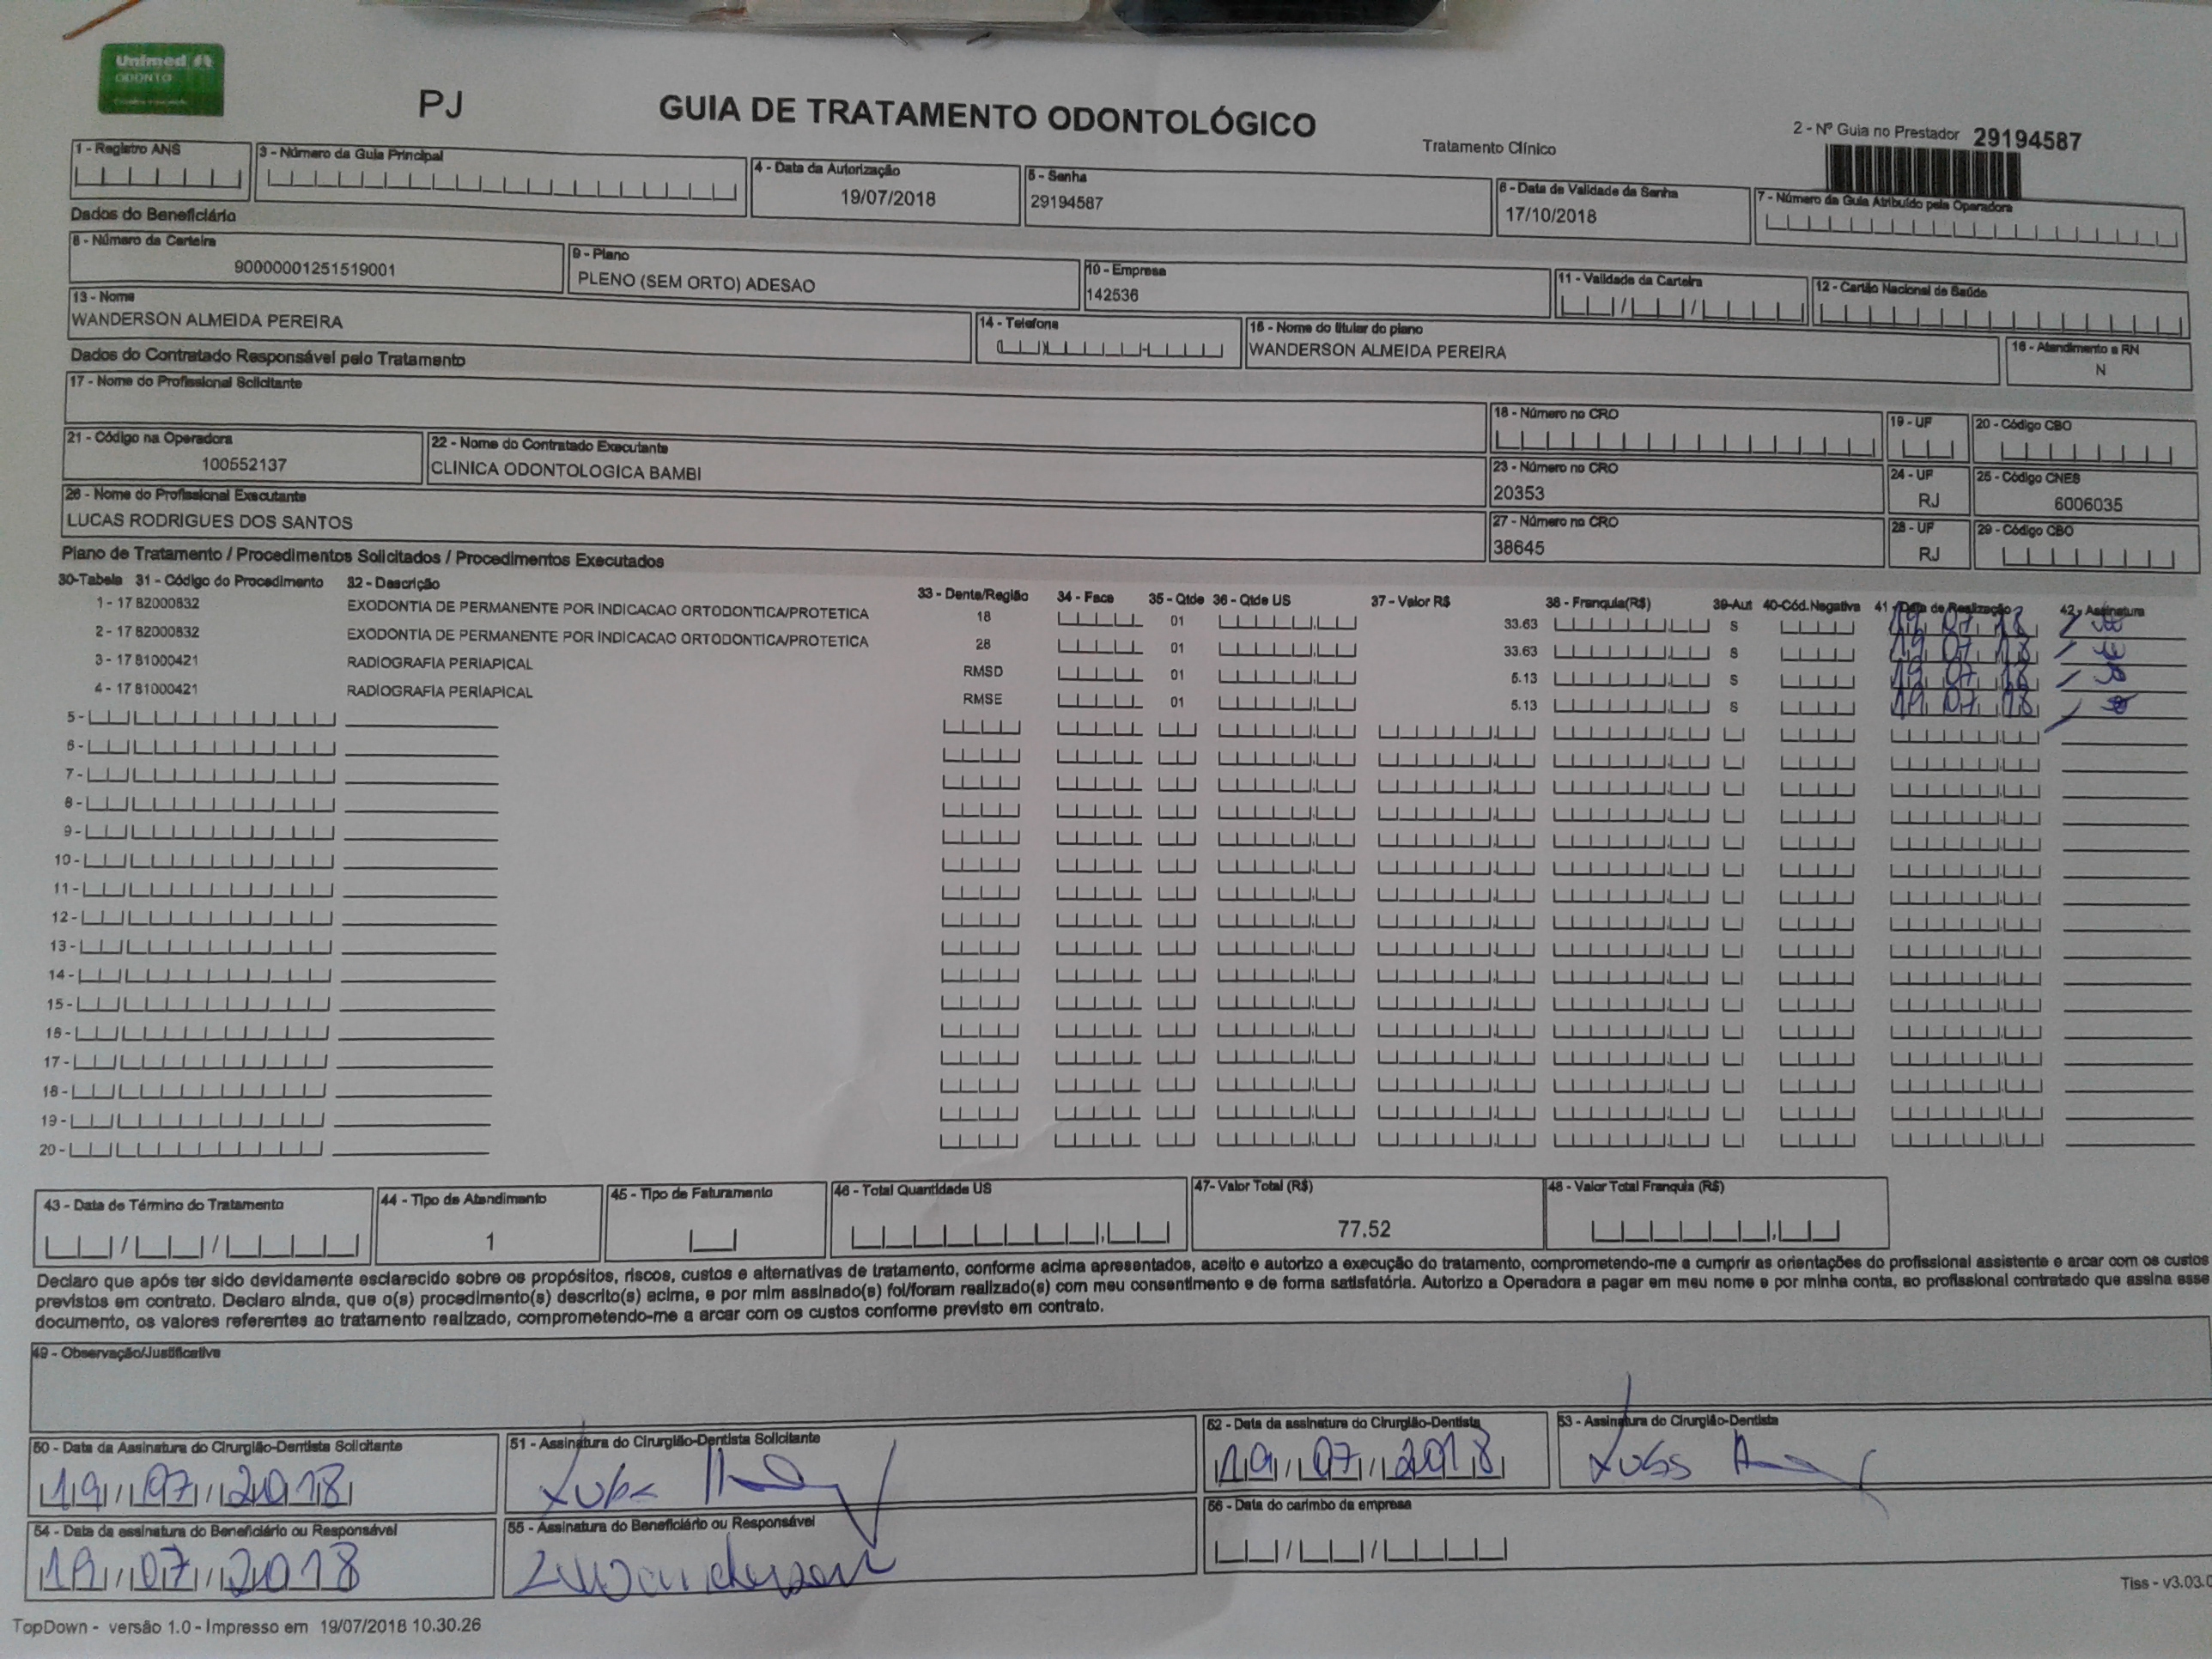 Unimed
ODONTO
PJ
GUIA DE TRATAMENTO ODONTOLÓGICO
Tratamento Clínico
2 - Nº Guia no Prestador 29194587
1 - Registro ANS
3 - Número da Guia Principal
4 - Data da Autorização
19/07/2018
5 - Senha
29194587
6 - Data de Validade da Senha
17/10/2018
7 - Número da Guia Atribuído pela Operadora
Dados do Beneficiário
8 - Número da Carteira
90000001251519001
9 - Plano
PLENO (SEM ORTO) ADESAO
10 - Empresa
142536
11 - Validade da Carteira
12 - Cartão Nacional de Saúde
13 - Nome
WANDERSON ALMEIDA PEREIRA
14 - Telefone
15 - Nome do titular do plano
WANDERSON ALMEIDA PEREIRA
16 - Atendimento a RN
N
Dados do Contratado Responsável pelo Tratamento
17 - Nome do Profissional Solicitante
18 - Número no CRO
19 - UF
20 - Código CBO
21 - Código na Operadora
100552137
22 - Nome do Contratado Executante
CLINICA ODONTOLOGICA BAMBI
23 - Número no CRO
20353
24 - UF
RJ
25 - Código CNES
6006035
26 - Nome do Profissional Executante
LUCAS RODRIGUES DOS SANTOS
27 - Número no CRO
38645
28 - UF
RJ
29 - Código CBO
Plano de Tratamento / Procedimentos Solicitados / Procedimentos Executados
30-Tabela 31 - Código do Procedimento 32 - Descrição 33 - Dente/Região 34 - Face 35 - Qtde 36 - Qtde US 37 - Valor R$ 38 - Franquia(R$) 39-Aut 40-Cód.Negativa 41 - Data de Realização 42 - Assinatura
1 - 17 82000832 EXODONTIA DE PERMANENTE POR INDICACAO ORTODONTICA/PROTETICA 18 01 33.63 S 19 07 18
2 - 17 82000832 EXODONTIA DE PERMANENTE POR INDICACAO ORTODONTICA/PROTETICA 28 01 33.63 S 19 07 18
3 - 17 81000421 RADIOGRAFIA PERIAPICAL RMSD 01 5.13 S 19 07 18
4 - 17 81000421 RADIOGRAFIA PERIAPICAL RMSE 01 5.13 S 19 07 18
5 -
6 -
7 -
8 -
9 -
10 -
11 -
12 -
13 -
14 -
15 -
16 -
17 -
18 -
19 -
20 -
43 - Data de Término do Tratamento
44 - Tipo de Atendimento
1
45 - Tipo de Faturamento
46 - Total Quantidade US
47- Valor Total (R$)
77.52
48 - Valor Total Franquia (R$)
Declaro que após ter sido devidamente esclarecido sobre os propósitos, riscos, custos e alternativas de tratamento, conforme acima apresentados, aceito e autorizo a execução do tratamento, comprometendo-me a cumprir as orientações do profissional assistente e arcar com os custos
previstos em contrato. Declaro ainda, que o(s) procedimento(s) descrito(s) acima, e por mim assinado(s) foi/foram realizado(s) com meu consentimento e de forma satisfatória. Autorizo a Operadora a pagar em meu nome e por minha conta, ao profissional contratado que assina esse
documento, os valores referentes ao tratamento realizado, comprometendo-me a arcar com os custos conforme previsto em contrato.
49 - Observação/Justificativa
50 - Data da Assinatura do Cirurgião-Dentista Solicitante
19/07/2018
51 - Assinatura do Cirurgião-Dentista Solicitante
52 - Data da assinatura do Cirurgião-Dentista
19/07/2018
53 - Assinatura do Cirurgião-Dentista
54 - Data da assinatura do Beneficiário ou Responsável
19/07/2018
55 - Assinatura do Beneficiário ou Responsável
56 - Data do carimbo da empresa
TopDown - versão 1.0 - Impresso em 19/07/2018 10.30.26
Tiss - v3.03.0